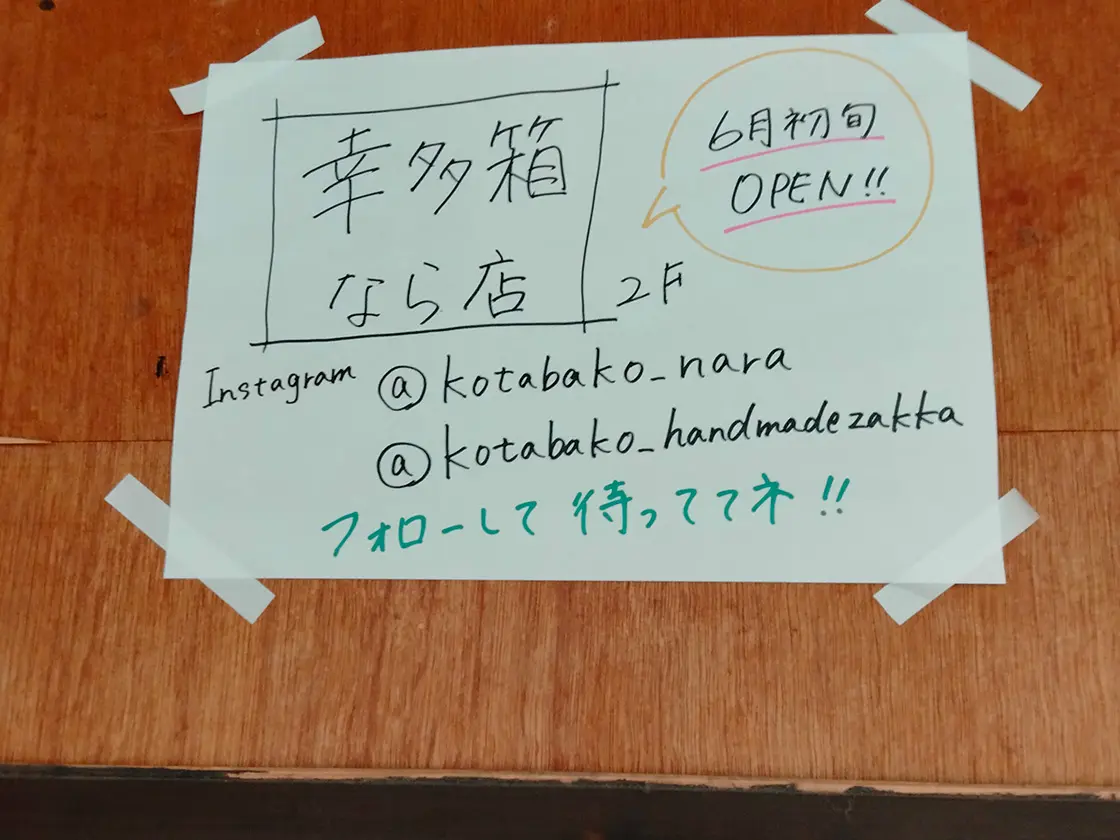 幸多箱
なら店
2F
6月初旬
OPEN!!
Instagram @kotabako_nara
@kotabako_handmadezakka
フォローして待っててネ!!